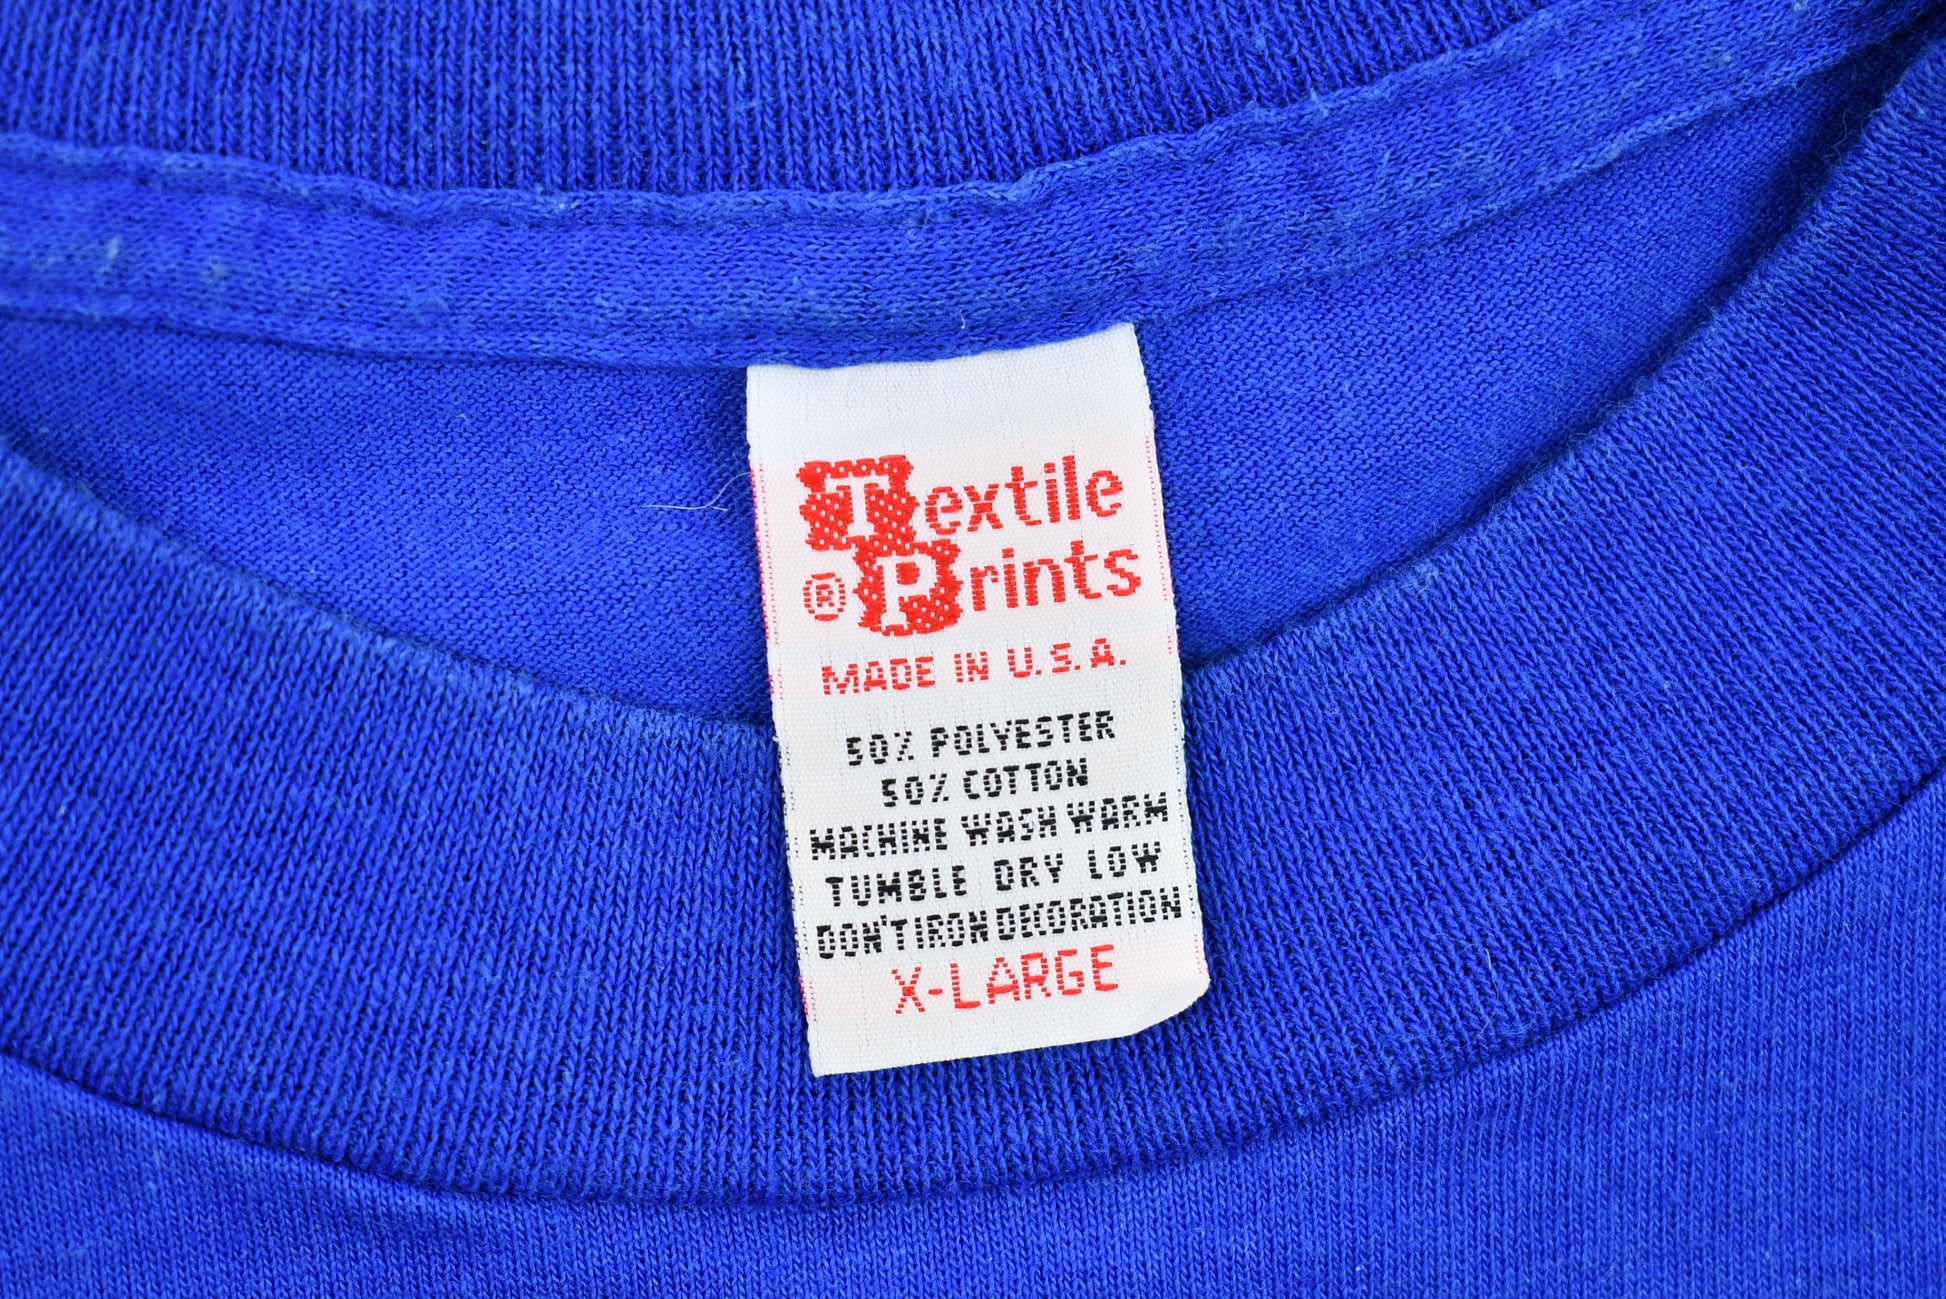 Textile
® Prints
MADE IN U.S.A.
50% POLYESTER
50% COTTON
MACHINE WASH WARM
TUMBLE DRY LOW
DON'T IRON DECORATION
X-LARGE